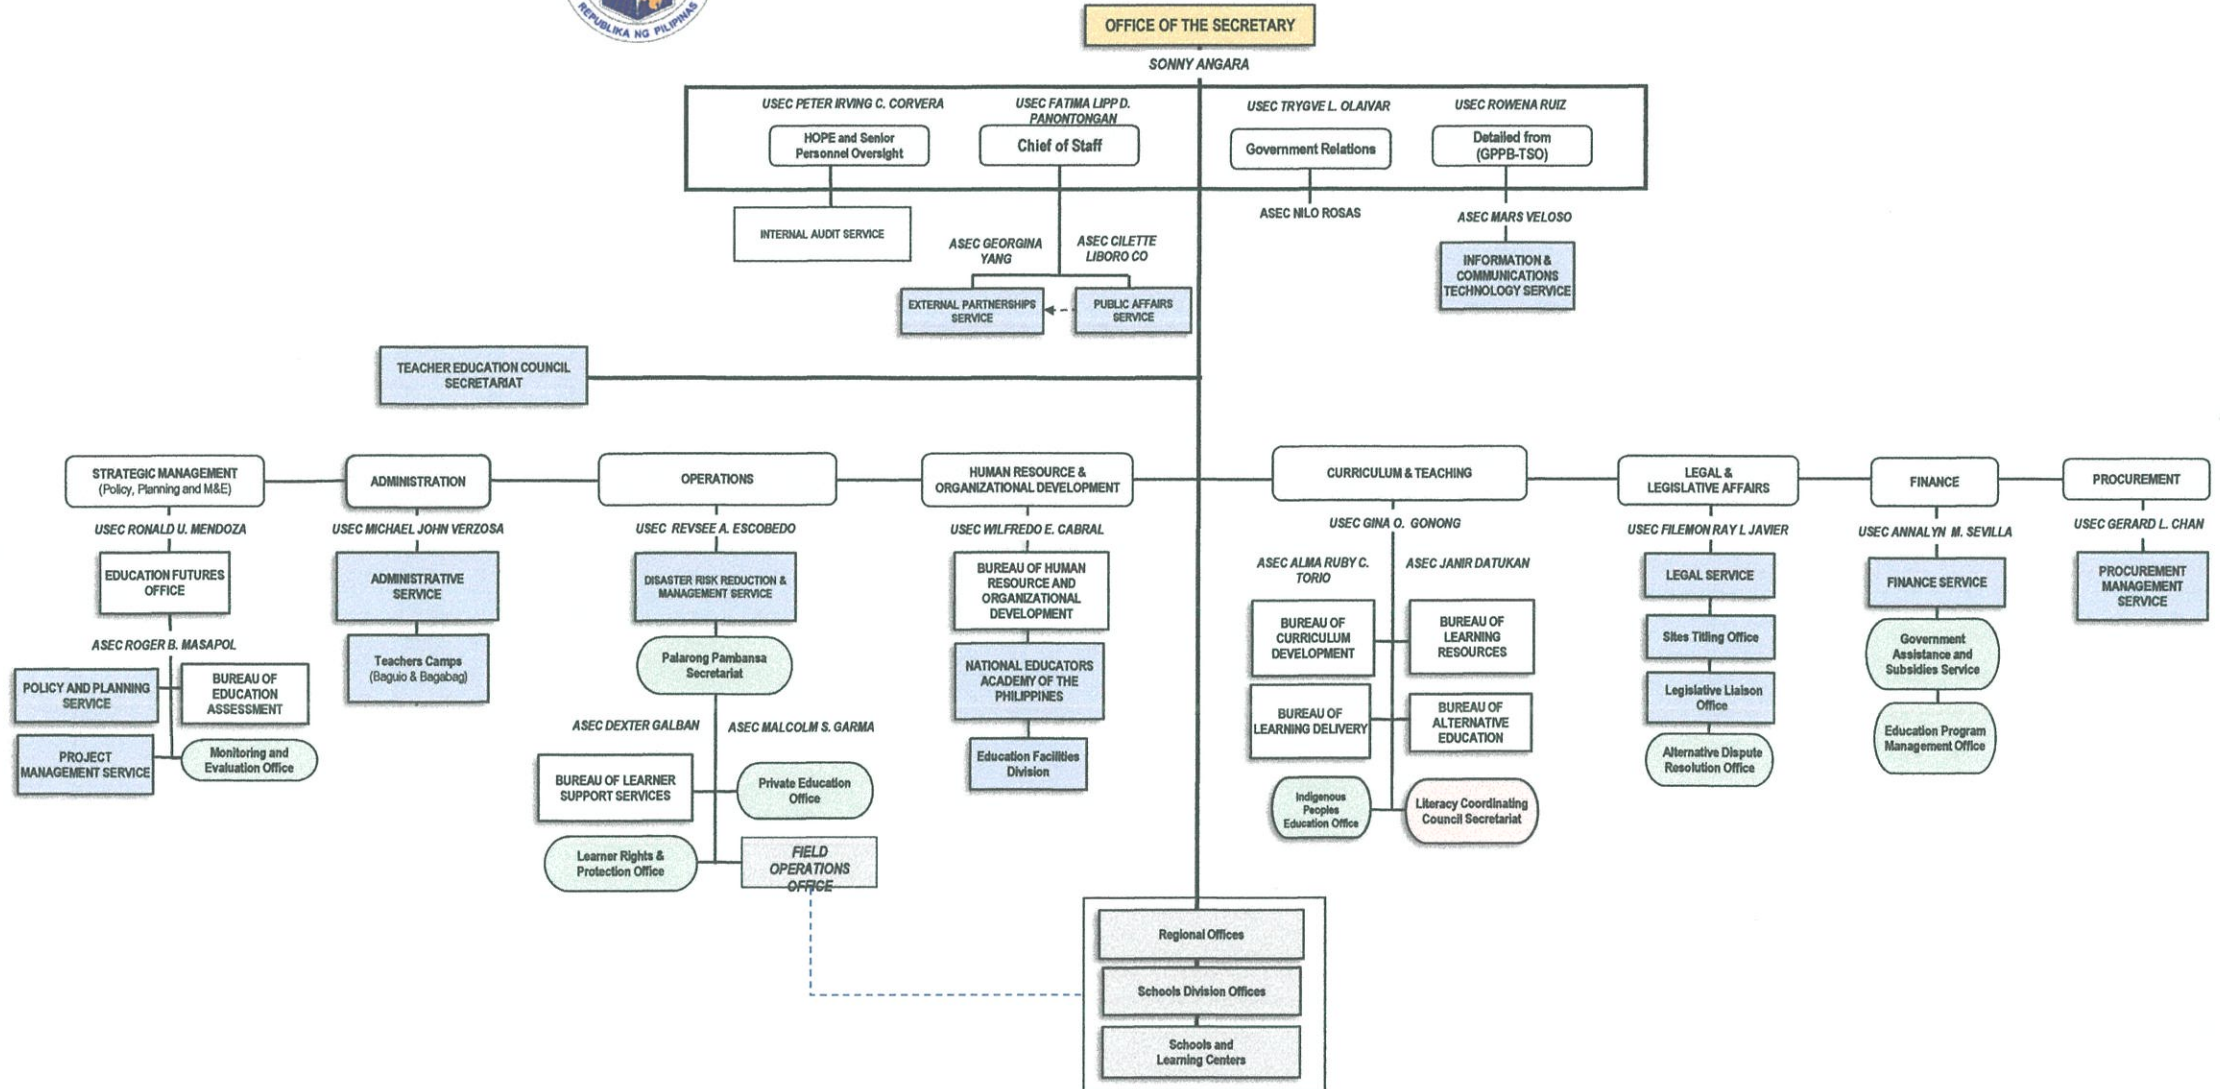 REPUBLIKA NG PILIPINAS
OFFICE OF THE SECRETARY
SONNY ANGARA
USEC PETER IRVING C. CORVERA
HOPE and Senior
Personnel Oversight
INTERNAL AUDIT SERVICE
USEC FATIMA LIPP D.
PANONTONGAN
Chief of Staff
ASEC GEORGINA
YANG
EXTERNAL PARTNERSHIPS
SERVICE
ASEC CILETTE
LIBORO CO
PUBLIC AFFAIRS
SERVICE
USEC TRYGVE L. OLAIVAR
Government Relations
ASEC NILO ROSAS
USEC ROWENA RUIZ
Detailed from
(GPPB-TSO)
ASEC MARS VELOSO
INFORMATION &
COMMUNICATIONS
TECHNOLOGY SERVICE
TEACHER EDUCATION COUNCIL
SECRETARIAT
STRATEGIC MANAGEMENT
(Policy, Planning and M&E)
USEC RONALD U. MENDOZA
EDUCATION FUTURES
OFFICE
ASEC ROGER B. MASAPOL
POLICY AND PLANNING
SERVICE
BUREAU OF
EDUCATION
ASSESSMENT
PROJECT
MANAGEMENT SERVICE
Monitoring and
Evaluation Office
ADMINISTRATION
USEC MICHAEL JOHN VERZOSA
ADMINISTRATIVE
SERVICE
Teachers Camps
(Baguio & Bagabag)
OPERATIONS
USEC REVSEE A. ESCOBEDO
DISASTER RISK REDUCTION &
MANAGEMENT SERVICE
Palarong Pambansa
Secretariat
ASEC DEXTER GALBAN
ASEC MALCOLM S. GARMA
BUREAU OF LEARNER
SUPPORT SERVICES
Private Education
Office
Learner Rights &
Protection Office
FIELD
OPERATIONS
OFFICE
HUMAN RESOURCE &
ORGANIZATIONAL DEVELOPMENT
USEC WILFREDO E. CABRAL
BUREAU OF HUMAN
RESOURCE AND
ORGANIZATIONAL
DEVELOPMENT
NATIONAL EDUCATORS
ACADEMY OF THE
PHILIPPINES
Education Facilities
Division
CURRICULUM & TEACHING
USEC GINA O. GONONG
ASEC ALMA RUBY C.
TORIO
ASEC JANIR DATUKAN
BUREAU OF
CURRICULUM
DEVELOPMENT
BUREAU OF
LEARNING
RESOURCES
BUREAU OF
LEARNING DELIVERY
BUREAU OF
ALTERNATIVE
EDUCATION
Indigenous
Peoples
Education Office
Literacy Coordinating
Council Secretariat
LEGAL &
LEGISLATIVE AFFAIRS
USEC FILEMON RAY L JAVIER
LEGAL SERVICE
Sites Titling Office
Legislative Liaison
Office
Alternative Dispute
Resolution Office
FINANCE
USEC ANNALYN M. SEVILLA
FINANCE SERVICE
Government
Assistance and
Subsidies Service
Education Program
Management Office
PROCUREMENT
USEC GERARD L. CHAN
PROCUREMENT
MANAGEMENT
SERVICE
Regional Offices
Schools Division Offices
Schools and
Learning Centers